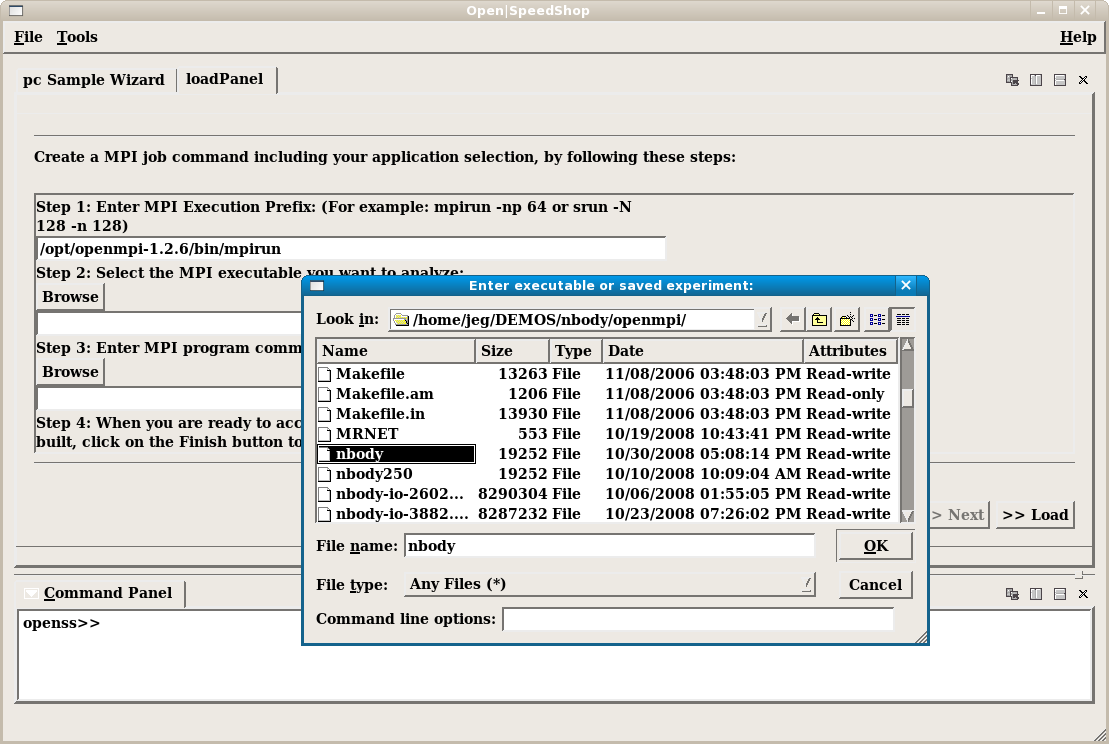 Open|SpeedShop
File Tools Help
pc Sample Wizard loadPanel
Create a MPI job command including your application selection, by following these steps:
Step 1: Enter MPI Execution Prefix: (For example: mpirun -np 64 or srun -N
128 -n 128)
/opt/openmpi-1.2.6/bin/mpirun
Step 2: Select the MPI executable you want to analyze:
Browse
Step 3: Enter MPI program comm
Browse
Step 4: When you are ready to acc
built, click on the Finish button to
> Next >> Load
Enter executable or saved experiment:
Look in: /home/jeg/DEMOS/nbody/openmpi/
Name Size Type Date Attributes
Makefile 13263 File 11/08/2006 03:48:03 PM Read-write
Makefile.am 1206 File 11/08/2006 03:48:03 PM Read-only
Makefile.in 13930 File 11/08/2006 03:48:03 PM Read-write
MRNET 553 File 10/19/2008 10:43:41 PM Read-write
nbody 19252 File 10/30/2008 05:08:14 PM Read-write
nbody250 19252 File 10/10/2008 10:09:04 AM Read-write
nbody-io-2602... 8290304 File 10/06/2008 01:55:05 PM Read-write
nbody-io-3882.... 8287232 File 10/23/2008 07:26:02 PM Read-write
File name: nbody OK
File type: Any Files (*) Cancel
Command line options:
Command Panel
openss>>